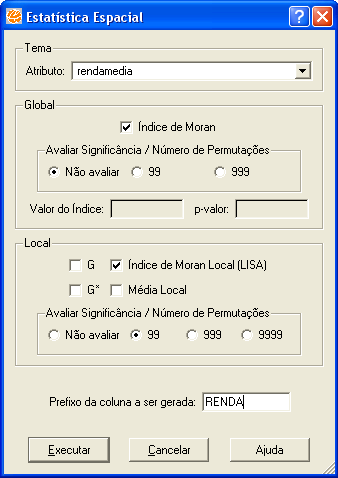 Estatística Espacial
Tema
Atributo: rendamedia
Global
Índice de Moran
Avaliar Significância / Número de Permutações
Não avaliar 99 999
Valor do Índice: p-valor:
Local
G Índice de Moran Local (LISA)
G* Média Local
Avaliar Significância / Número de Permutações
Não avaliar 99 999 9999
Prefixo da coluna a ser gerada: RENDA
Executar Cancelar Ajuda